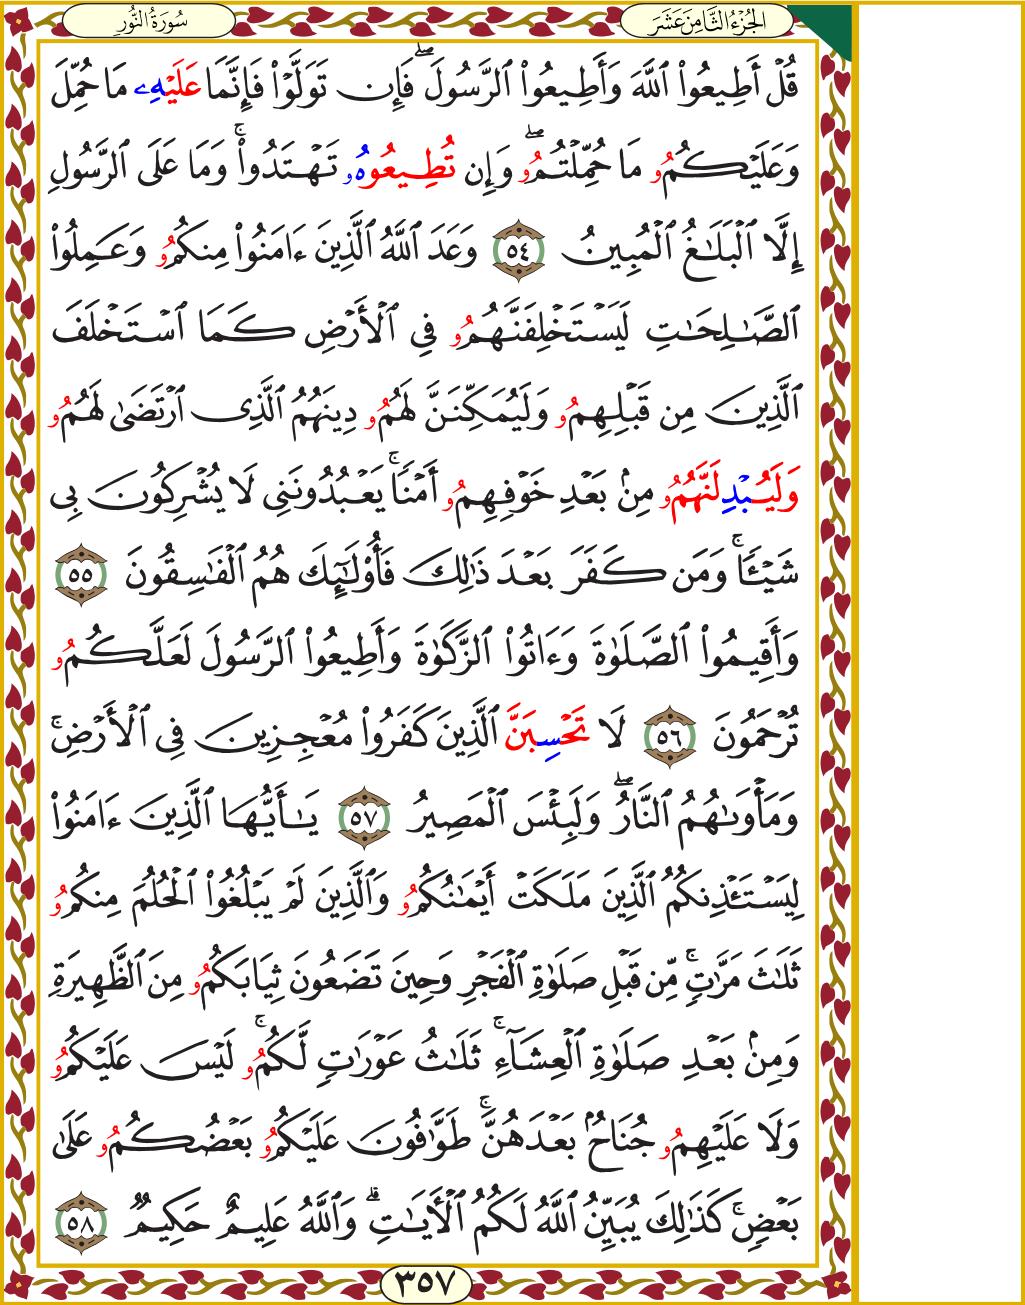 الجُزْءُ الثَّامِنَ عَشَرَ
سُورَةُ النُّورِ
قُلۡ أَطِيعُواْ ٱللَّهَ وَأَطِيعُواْ ٱلرَّسُولَۖ فَإِن تَوَلَّوۡاْ فَإِنَّمَا عَلَيۡهِۦ مَا حُمِّلَ
وَعَلَيۡكُمُۥ مَا حُمِّلۡتُمُۥۖ وَإِن تُطِيعُوهُۥ تَهۡتَدُواْۚ وَمَا عَلَى ٱلرَّسُولِ
إِلَّا ٱلۡبَلَٰغُ ٱلۡمُبِينُ ٥٤ وَعَدَ ٱللَّهُ ٱلَّذِينَ ءَامَنُواْ مِنكُمُۥ وَعَمِلُواْ
ٱلصَّٰلِحَٰتِ لَيَسۡتَخۡلِفَنَّهُمُۥ فِي ٱلۡأَرۡضِ كَمَا ٱسۡتَخۡلَفَ
ٱلَّذِينَ مِن قَبۡلِهِمُۥ وَلَيُمَكِّنَنَّ لَهُمُۥ دِينَهُمُ ٱلَّذِي ٱرۡتَضَىٰ لَهُمُۥ
وَلَيُبۡدِلَنَّهُمُۥ مِنۢ بَعۡدِ خَوۡفِهِمُۥ أَمۡنٗاۚ يَعۡبُدُونَنِي لَا يُشۡرِكُونَ بِي
شَيۡـٔٗاۚ وَمَن كَفَرَ بَعۡدَ ذَٰلِكَ فَأُوْلَٰٓئِكَ هُمُ ٱلۡفَٰسِقُونَ ٥٥
وَأَقِيمُواْ ٱلصَّلَوٰةَ وَءَاتُواْ ٱلزَّكَوٰةَ وَأَطِيعُواْ ٱلرَّسُولَ لَعَلَّكُمُۥ
تُرۡحَمُونَ ٥٦ لَا تَحۡسِبَنَّ ٱلَّذِينَ كَفَرُواْ مُعۡجِزِينَ فِي ٱلۡأَرۡضِۚ
وَمَأۡوَىٰهُمُ ٱلنَّارُۖ وَلَبِئۡسَ ٱلۡمَصِيرُ ٥٧ يَٰٓأَيُّهَا ٱلَّذِينَ ءَامَنُواْ
لِيَسۡتَـٔۡذِنكُمُ ٱلَّذِينَ مَلَكَتۡ أَيۡمَٰنُكُمُۥ وَٱلَّذِينَ لَمۡ يَبۡلُغُواْ ٱلۡحُلُمَ مِنكُمُۥ
ثَلَٰثَ مَرَّٰتٖۚ مِّن قَبۡلِ صَلَوٰةِ ٱلۡفَجۡرِ وَحِينَ تَضَعُونَ ثِيَابَكُمُۥ مِنَ ٱلظَّهِيرَةِ
وَمِنۢ بَعۡدِ صَلَوٰةِ ٱلۡعِشَآءِۚ ثَلَٰثُ عَوۡرَٰتٖ لَّكُمُۥۚ لَيۡسَ عَلَيۡكُمُۥ
وَلَا عَلَيۡهِمُۥ جُنَاحُۢ بَعۡدَهُنَّۚ طَوَّٰفُونَ عَلَيۡكُمُۥ بَعۡضُكُمُۥ عَلَىٰ
بَعۡضٖۚ كَذَٰلِكَ يُبَيِّنُ ٱللَّهُ لَكُمُ ٱلۡأٓيَٰتِۗ وَٱللَّهُ عَلِيمٌ حَكِيمٞ ٥٨
٣٥٧